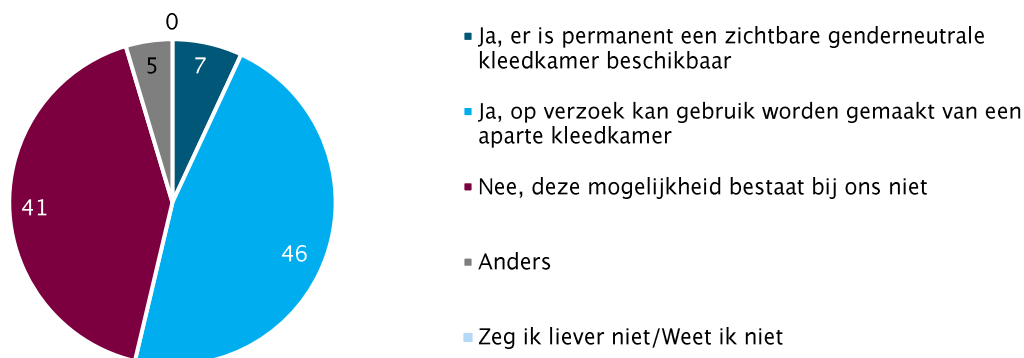 0
5
7
41
46
Ja, er is permanent een zichtbare genderneutrale
kleedkamer beschikbaar
Ja, op verzoek kan gebruik worden gemaakt van een
aparte kleedkamer
Nee, deze mogelijkheid bestaat bij ons niet
Anders
Zeg ik liever niet/Weet ik niet